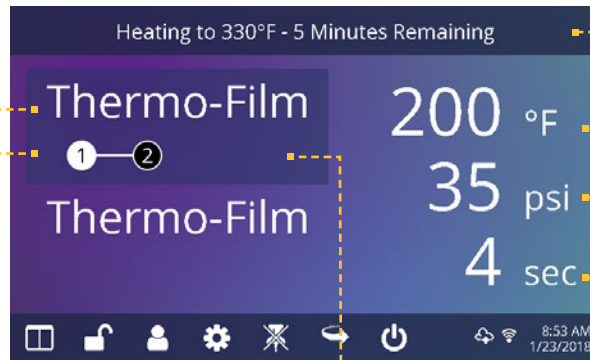 Heating to 330°F - 5 Minutes Remaining
Thermo-Film
1 2
Thermo-Film
200 °F
35 psi
4 sec
8:53 AM
1/23/2018